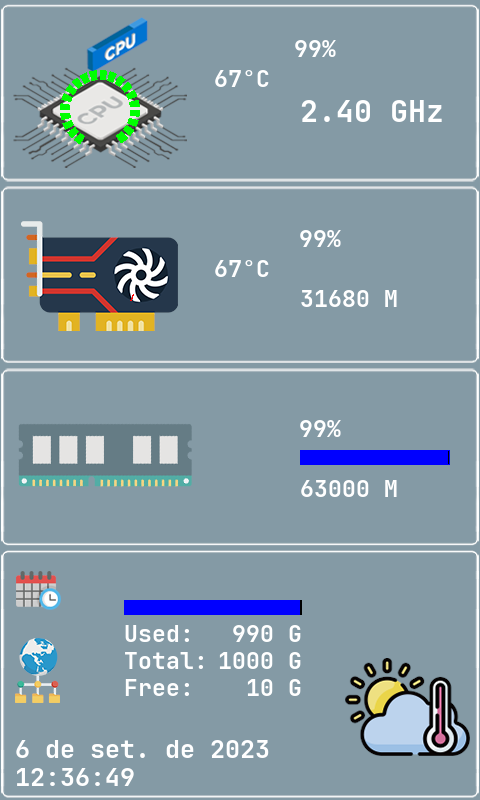 CPU
CPU
99%
67°C
2.40 GHz
99%
67°C
31680 M
99%
63000 M
Used: 990 G
Total: 1000 G
Free: 10 G
6 de set. de 2023
12:36:49